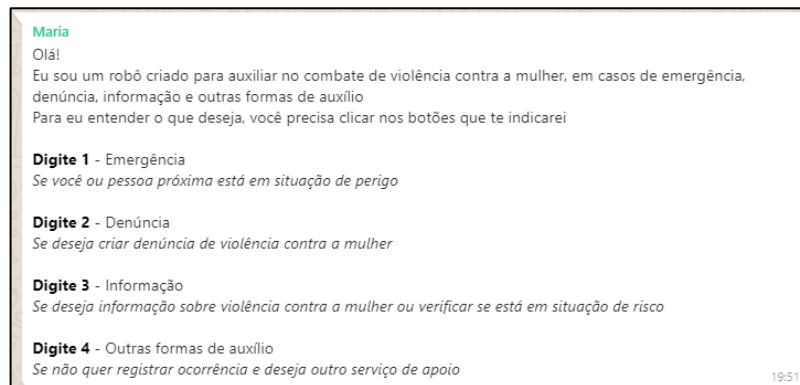 Maria
Olá!
Eu sou um robô criado para auxiliar no combate de violência contra a mulher, em casos de emergência,
denúncia, informação e outras formas de auxílio
Para eu entender o que deseja, você precisa clicar nos botões que te indicarei
Digite 1 - Emergência
Se você ou pessoa próxima está em situação de perigo
Digite 2 - Denúncia
Se deseja criar denúncia de violência contra a mulher
Digite 3 - Informação
Se deseja informação sobre violência contra a mulher ou verificar se está em situação de risco
Digite 4 - Outras formas de auxílio
Se não quer registrar ocorrência e deseja outro serviço de apoio
19:51